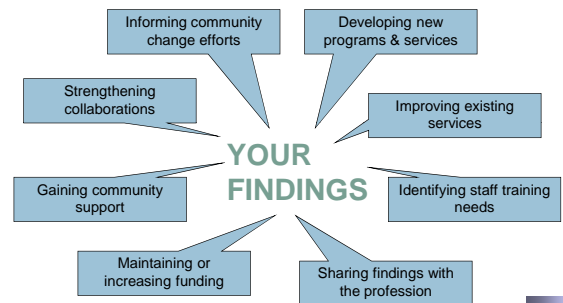 Informing community
change efforts
Developing new
programs & services
Strengthening
collaborations
Improving existing
services
YOUR
FINDINGS
Gaining community
support
Identifying staff training
needs
Maintaining or
increasing funding
Sharing findings with
the profession